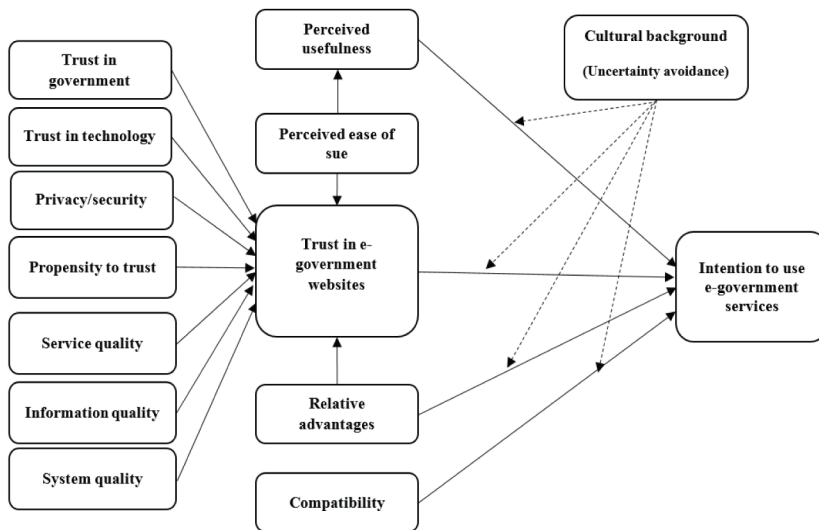 Trust in
government
Trust in technology
Privacy/security
Propensity to trust
Service quality
Information quality
System quality
Perceived
usefulness
Perceived ease of
sue
Trust in e-
government
websites
Relative
advantages
Compatibility
Cultural background
(Uncertainty avoidance)
Intention to use
e-government
services